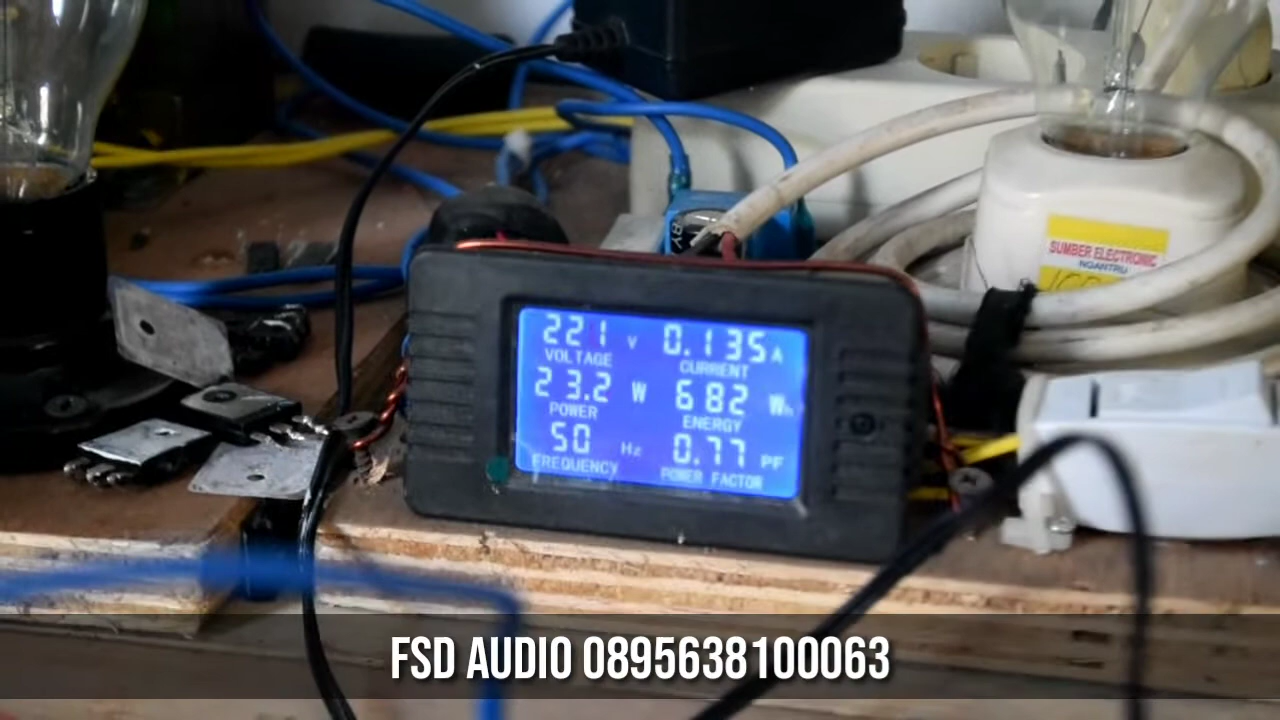 SUMBER ELECTRONIC
NGANTRU
221 V 0.135 A
VOLTAGE CURRENT
23.2 W 682 Wh
POWER ENERGY
50 Hz 0.77 PF
FREQUENCY POWER FACTOR
FSD AUDIO 0895638100063